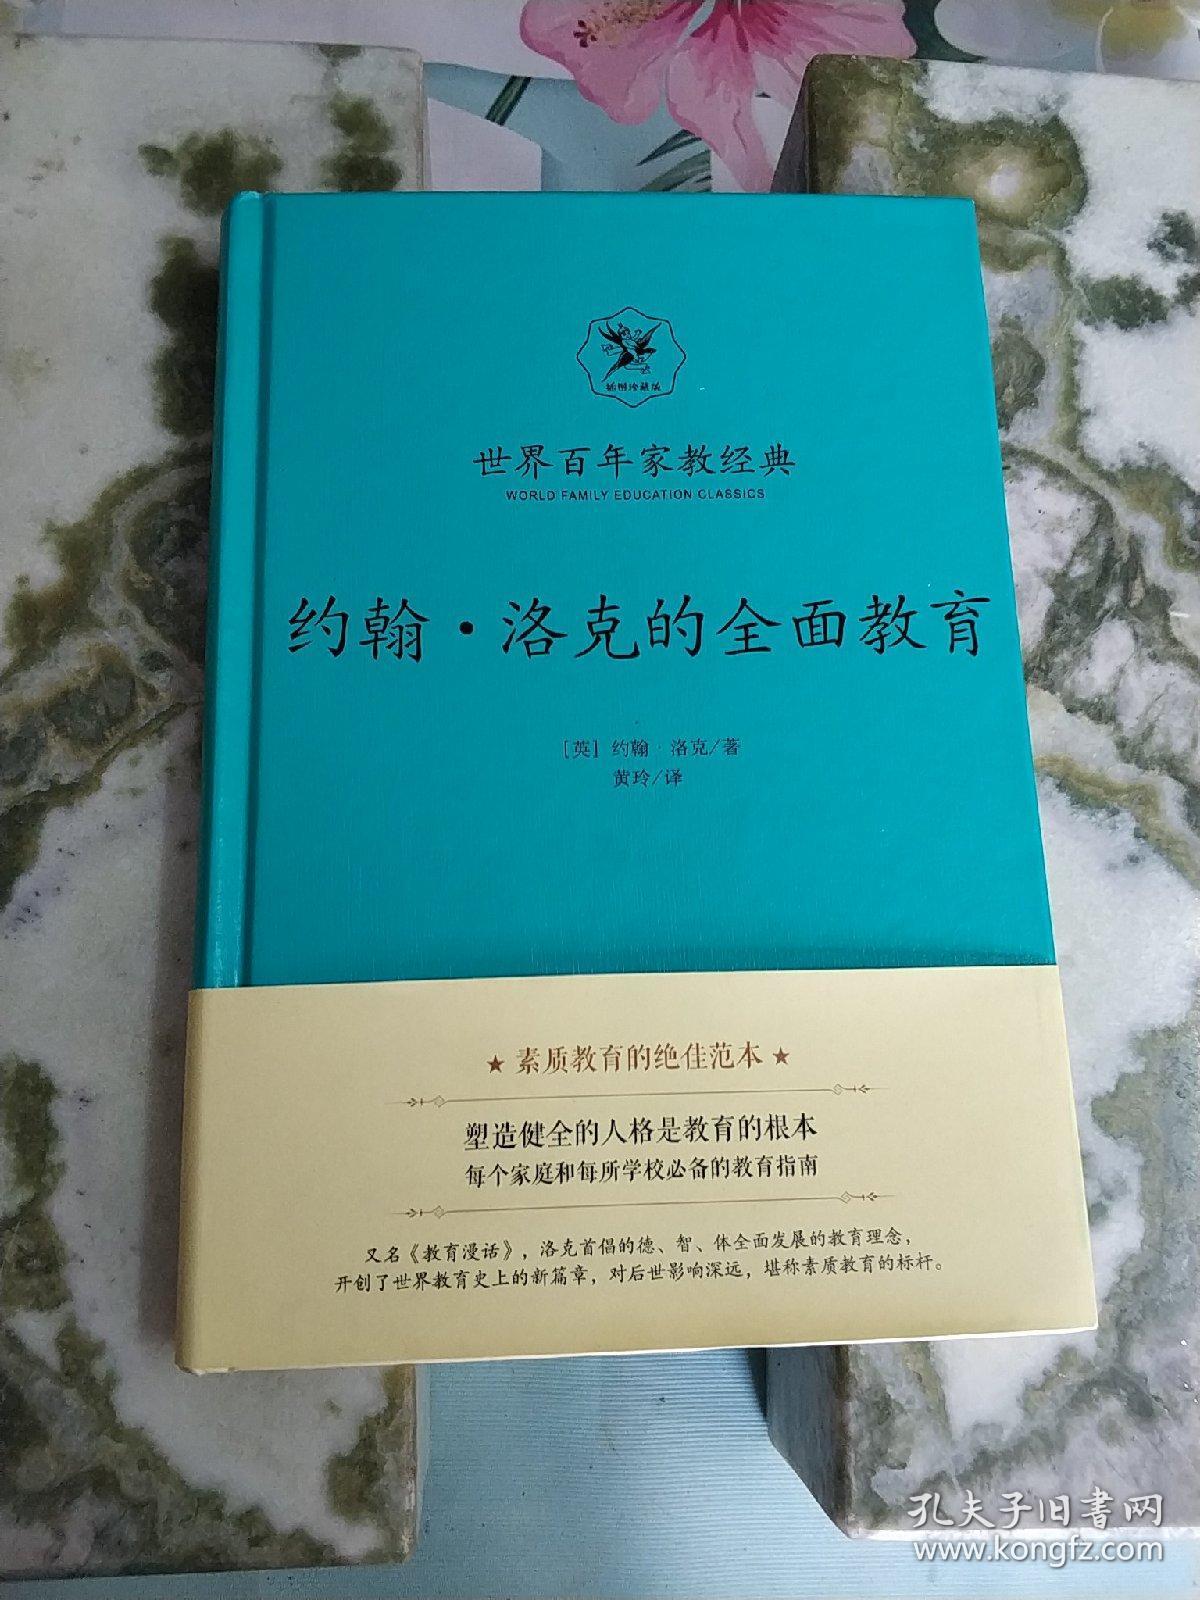 插图珍藏版
世界百年家教经典
WORLD FAMILY EDUCATION CLASSICS
约翰·洛克的全面教育
[英] 约翰·洛克/著
黄玲/译
★ 素质教育的绝佳范本 ★
塑造健全的人格是教育的根本
每个家庭和每所学校必备的教育指南
又名《教育漫话》，洛克首倡的德、智、体全面发展的教育理念，
开创了世界教育史上的新篇章，对后世影响深远，堪称素质教育的标杆。
孔夫子旧书网
www.kongfz.com